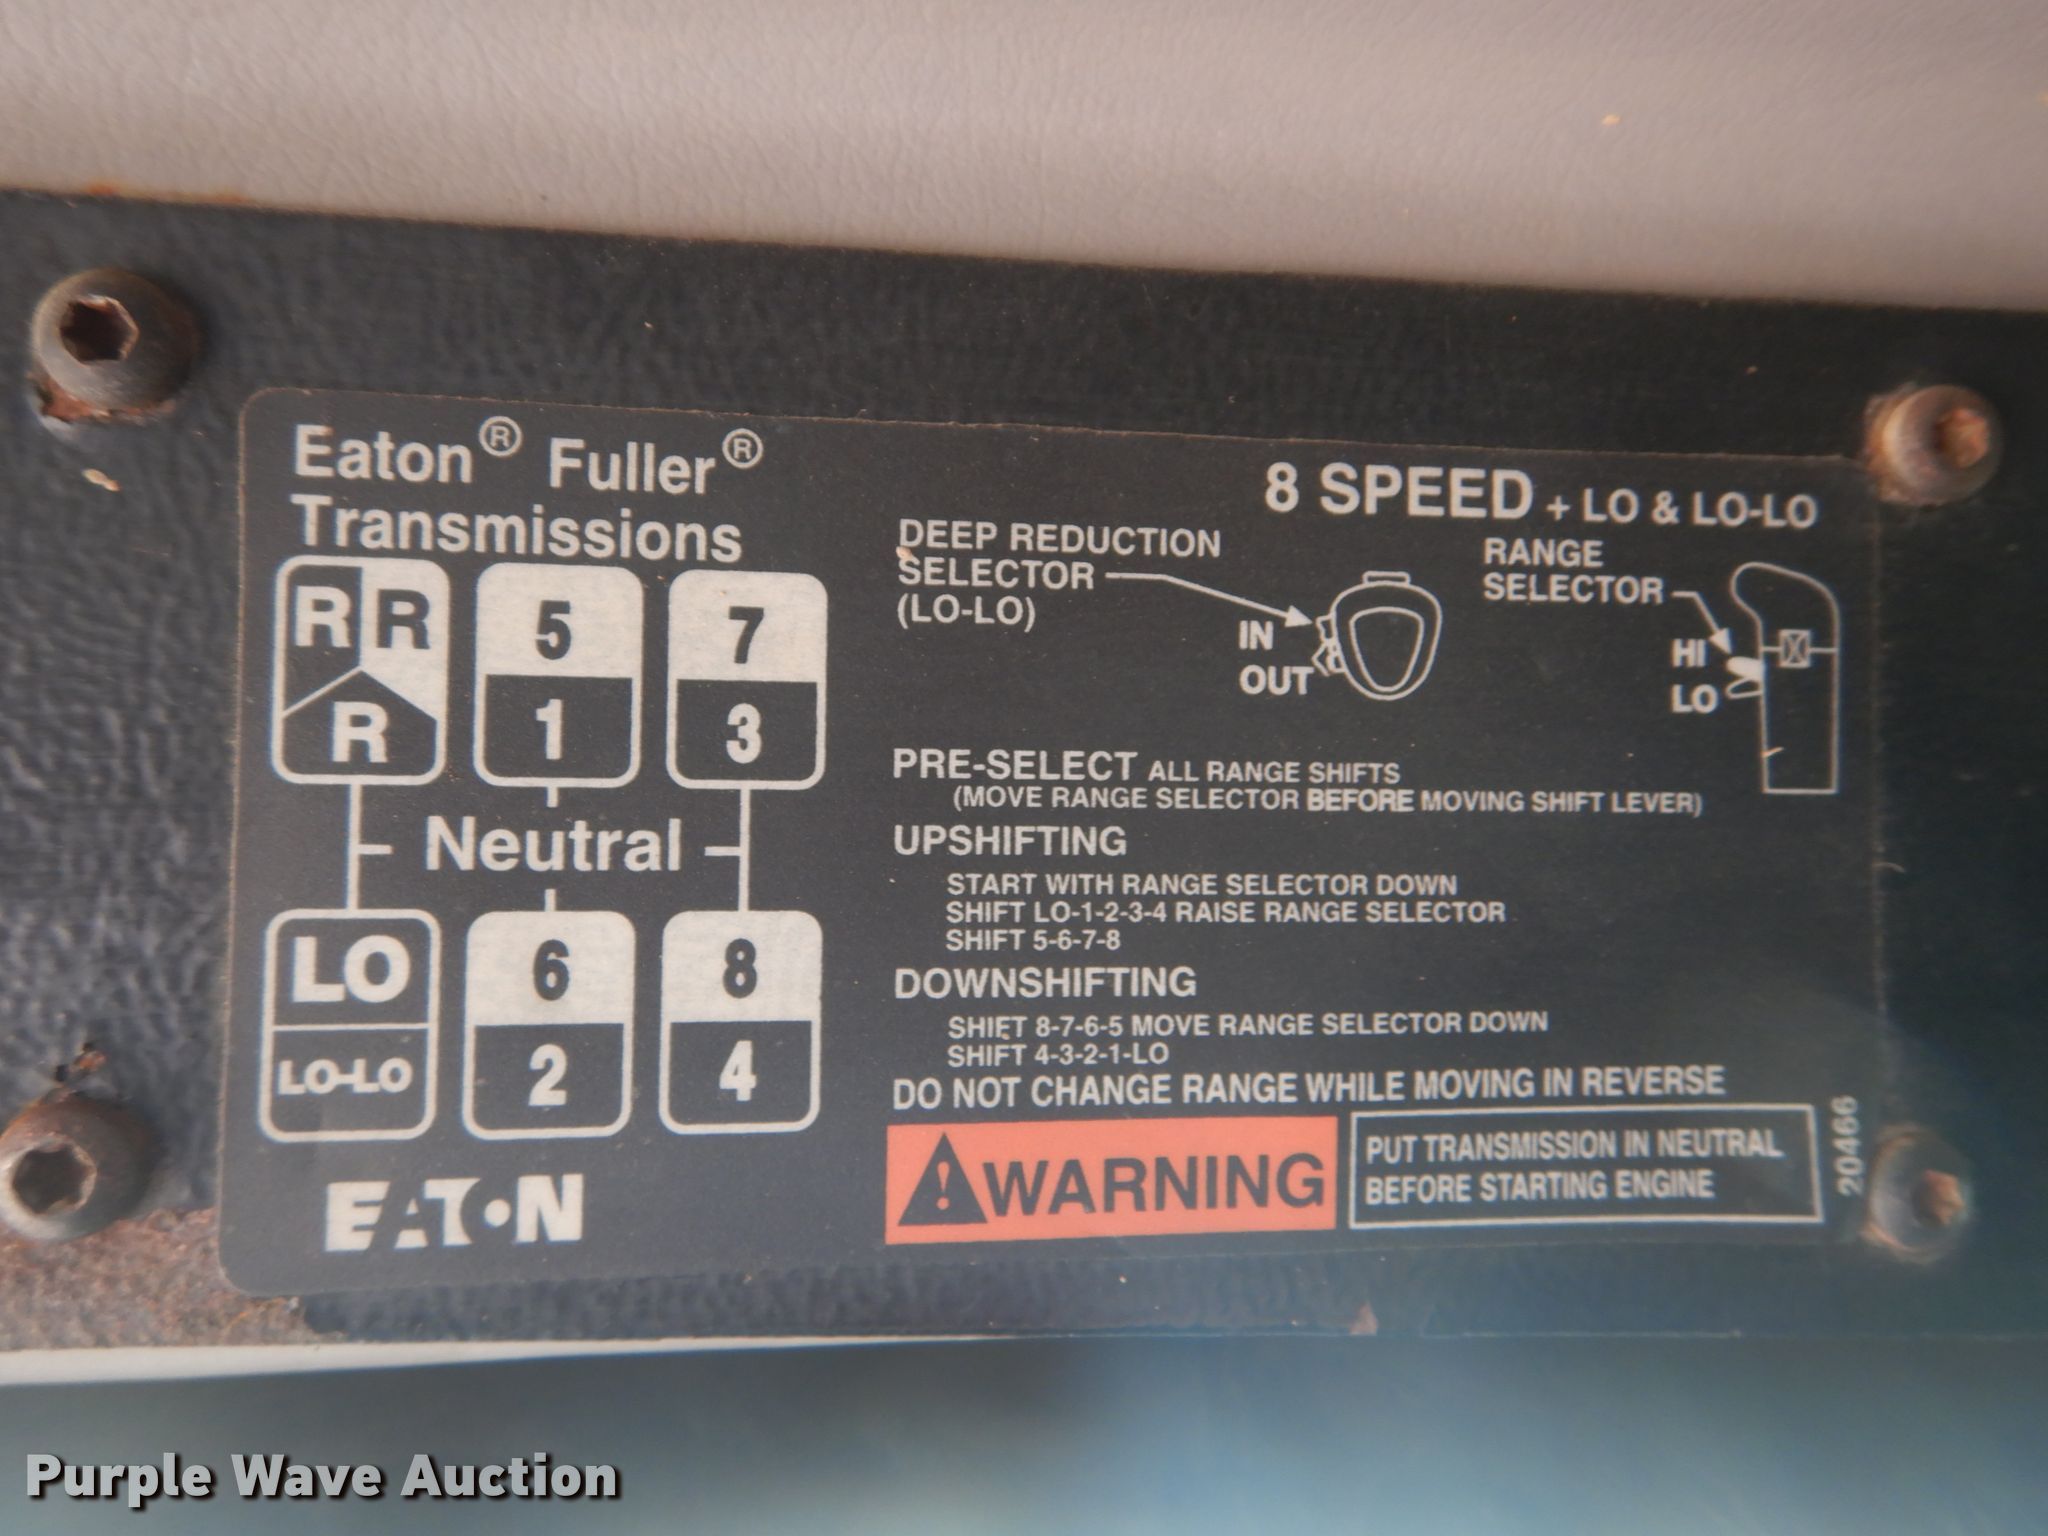 Eaton® Fuller®
Transmissions
R R
R
5
1
7
3
Neutral
LO
LO-LO
6
2
8
4
EATON
8 SPEED + LO & LO-LO
DEEP REDUCTION
SELECTOR
(LO-LO)
IN
OUT
RANGE
SELECTOR
HI
LO
PRE-SELECT ALL RANGE SHIFTS
(MOVE RANGE SELECTOR BEFORE MOVING SHIFT LEVER)
UPSHIFTING
START WITH RANGE SELECTOR DOWN
SHIFT LO-1-2-3-4 RAISE RANGE SELECTOR
SHIFT 5-6-7-8
DOWNSHIFTING
SHIFT 8-7-6-5 MOVE RANGE SELECTOR DOWN
SHIFT 4-3-2-1-LO
DO NOT CHANGE RANGE WHILE MOVING IN REVERSE
WARNING
PUT TRANSMISSION IN NEUTRAL
BEFORE STARTING ENGINE
20466
Purple Wave Auction